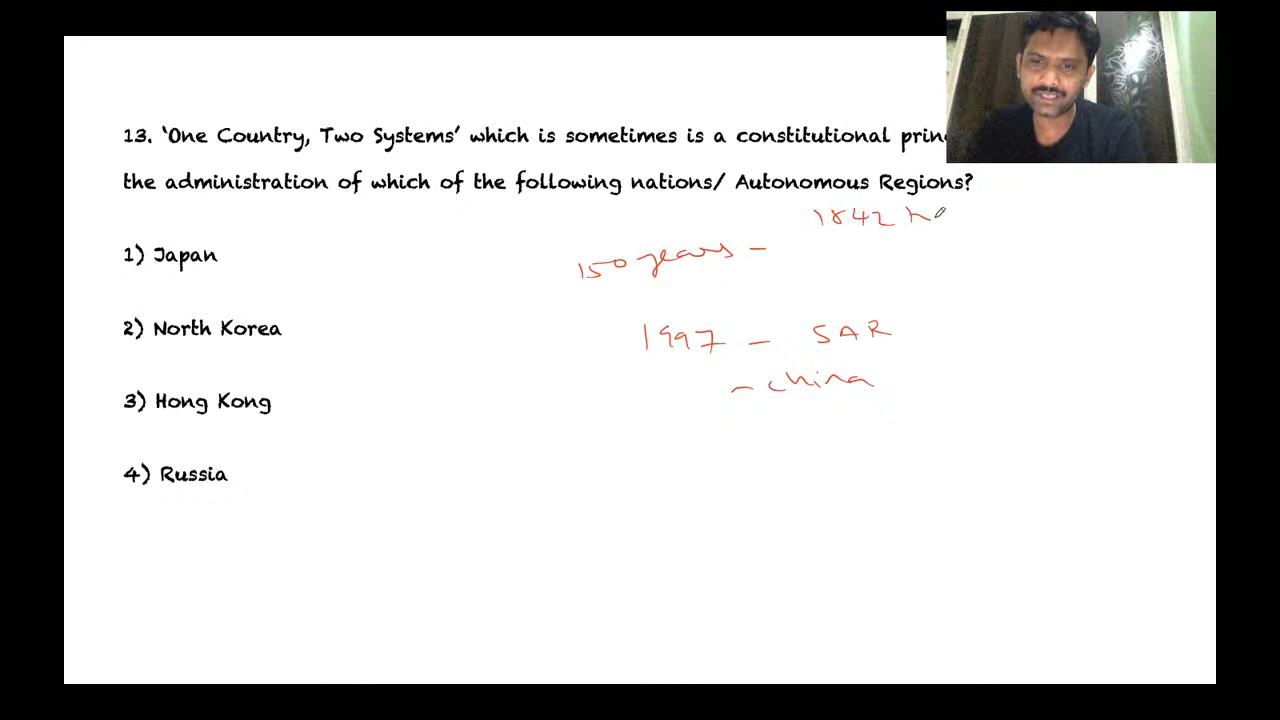 13. ‘One Country, Two Systems’ which is sometimes is a constitutional
the administration of which of the following nations/ Autonomous Regions?
1842
150 years -
1) Japan
1997 - SAR
2) North Korea
- china
3) Hong Kong
4) Russia